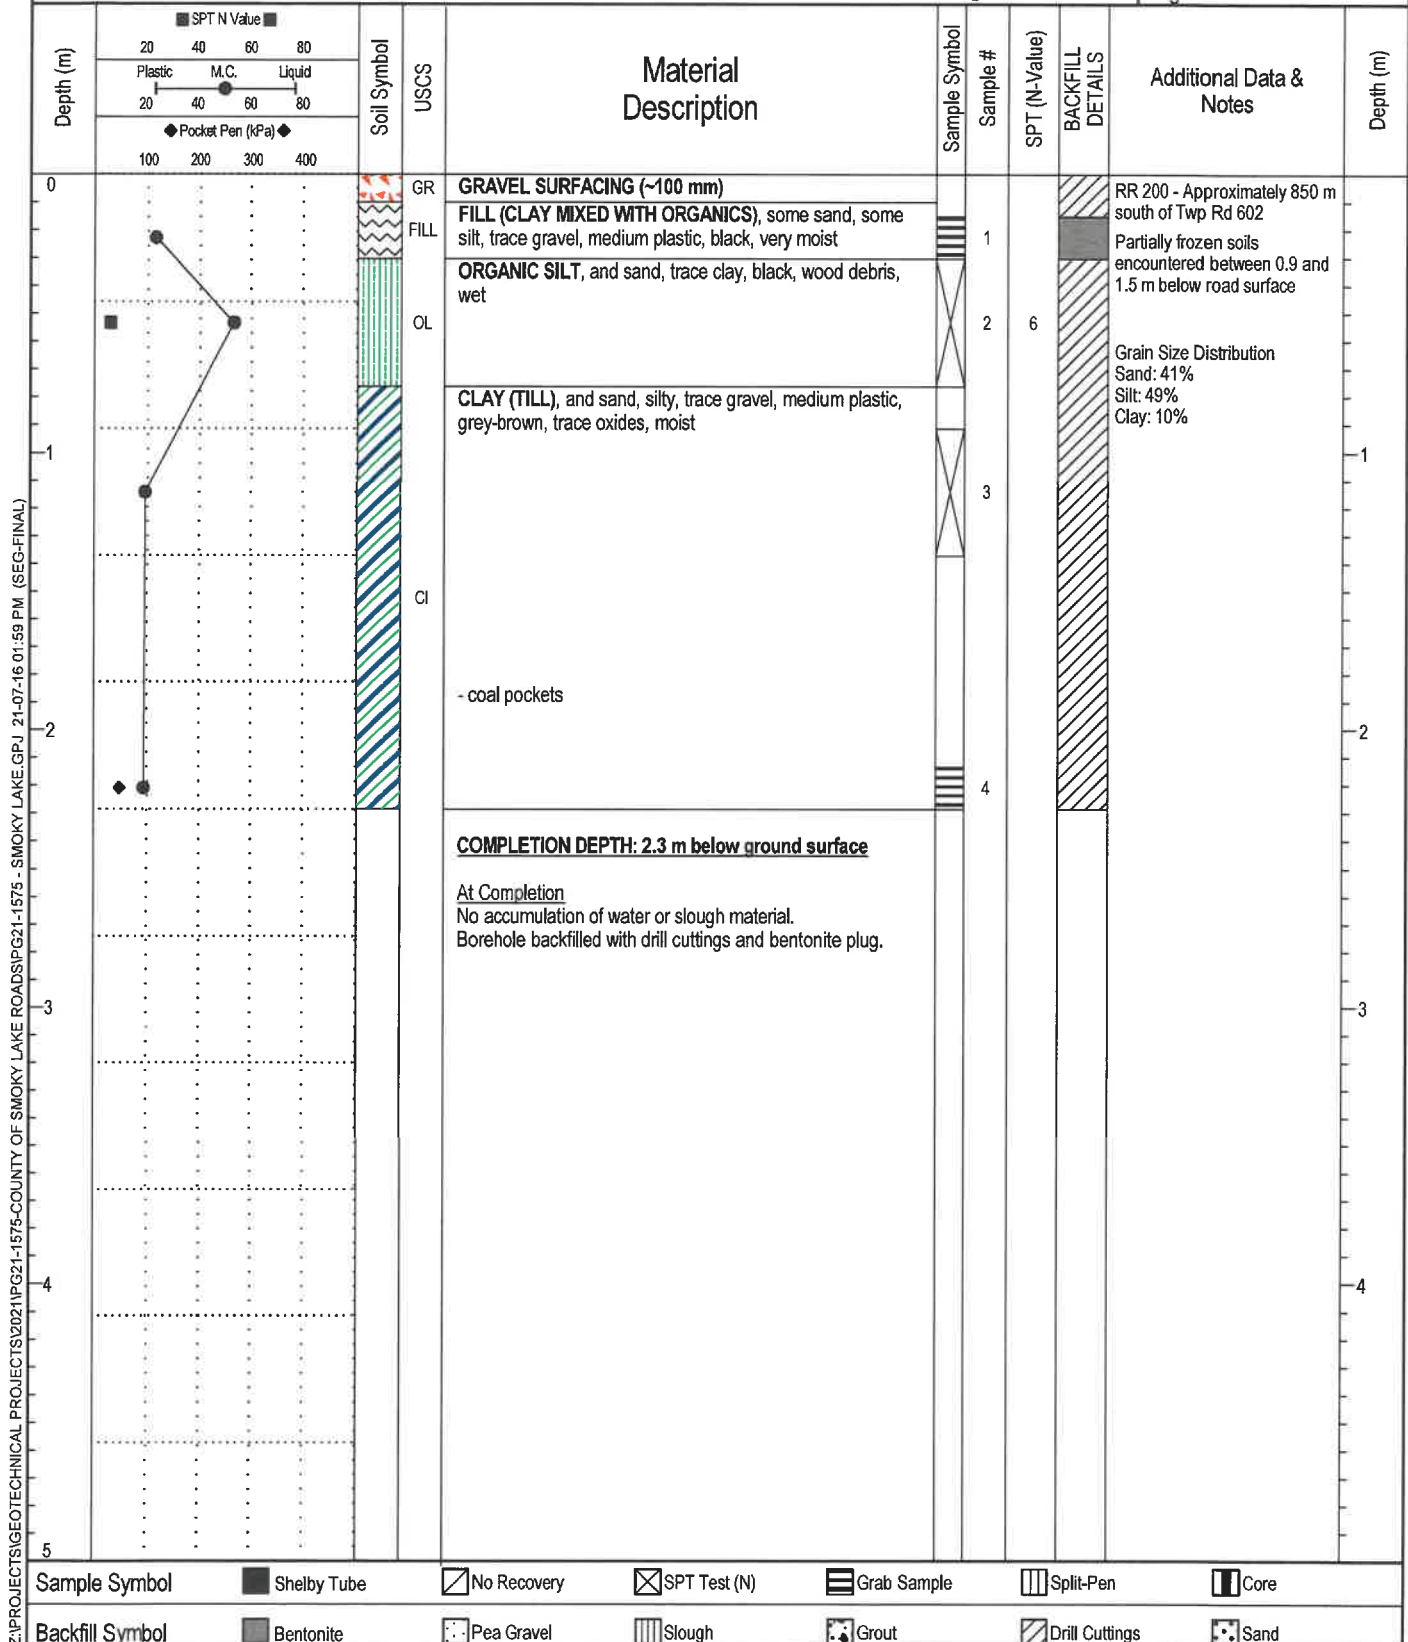 SPT N Value
20 40 60 80
Plastic M.C. Liquid
20 40 60 80
Pocket Pen (kPa)
100 200 300 400
Depth (m)
Soil Symbol
USCS
Material
Description
Sample Symbol
Sample #
SPT (N-Value)
BACKFILL
DETAILS
Additional Data &
Notes
Depth (m)
0
GR
GRAVEL SURFACING (~100 mm)
FILL
FILL (CLAY MIXED WITH ORGANICS), some sand, some
silt, trace gravel, medium plastic, black, very moist
1
RR 200 - Approximately 850 m
south of Twp Rd 602
Partially frozen soils
encountered between 0.9 and
1.5 m below road surface
ORGANIC SILT, and sand, trace clay, black, wood debris,
wet
OL
2
6
Grain Size Distribution
Sand: 41%
Silt: 49%
Clay: 10%
CLAY (TILL), and sand, silty, trace gravel, medium plastic,
grey-brown, trace oxides, moist
1
1
3
CI
- coal pockets
2
2
4
COMPLETION DEPTH: 2.3 m below ground surface
At Completion
No accumulation of water or slough material.
Borehole backfilled with drill cuttings and bentonite plug.
3
3
4
4
5
Z:\PROJECTS\GEOTECHNICAL PROJECTS\2021\PG21-1575-COUNTY OF SMOKY LAKE ROADS\PG21-1575 - SMOKY LAKE.GPJ 21-07-16 01:59 PM (SEG-FINAL)
Sample Symbol Shelby Tube No Recovery SPT Test (N) Grab Sample Split-Pen Core
Backfill Symbol Bentonite Pea Gravel Slough Grout Drill Cuttings Sand